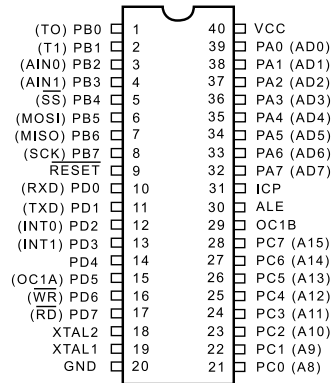 (TO) PB0 1 40 VCC
(T1) PB1 2 39 PA0 (AD0)
(AIN0) PB2 3 38 PA1 (AD1)
(AIN1) PB3 4 37 PA2 (AD2)
(SS) PB4 5 36 PA3 (AD3)
(MOSI) PB5 6 35 PA4 (AD4)
(MISO) PB6 7 34 PA5 (AD5)
(SCK) PB7 8 33 PA6 (AD6)
RESET 9 32 PA7 (AD7)
(RXD) PD0 10 31 ICP
(TXD) PD1 11 30 ALE
(INT0) PD2 12 29 OC1B
(INT1) PD3 13 28 PC7 (A15)
PD4 14 27 PC6 (A14)
(OC1A) PD5 15 26 PC5 (A13)
(WR) PD6 16 25 PC4 (A12)
(RD) PD7 17 24 PC3 (A11)
XTAL2 18 23 PC2 (A10)
XTAL1 19 22 PC1 (A9)
GND 20 21 PC0 (A8)